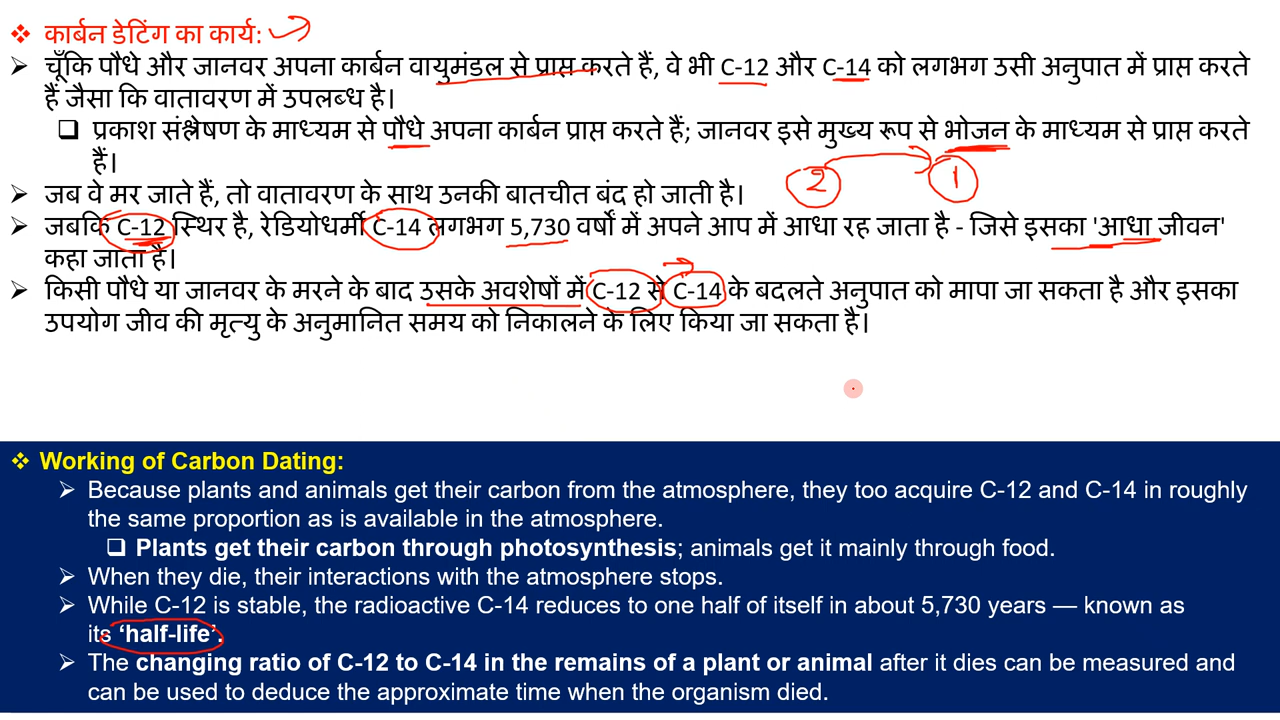 ❖ कार्बन डेटिंग का कार्य:
➢ चूँकि पौधे और जानवर अपना कार्बन वायुमंडल से प्राप्त करते हैं, वे भी C-12 और C-14 को लगभग उसी अनुपात में प्राप्त करते
हैं जैसा कि वातावरण में उपलब्ध है।
❑ प्रकाश संश्लेषण के माध्यम से पौधे अपना कार्बन प्राप्त करते हैं; जानवर इसे मुख्य रूप से भोजन के माध्यम से प्राप्त करते
हैं।
2 1
➢ जब वे मर जाते हैं, तो वातावरण के साथ उनकी बातचीत बंद हो जाती है।
➢ जबकि C-12 स्थिर है, रेडियोधर्मी C-14 लगभग 5,730 वर्षों में अपने आप में आधा रह जाता है - जिसे इसका 'आधा जीवन'
कहा जाता है।
➢ किसी पौधे या जानवर के मरने के बाद उसके अवशेषों में C-12 से C-14 के बदलते अनुपात को मापा जा सकता है और इसका
उपयोग जीव की मृत्यु के अनुमानित समय को निकालने के लिए किया जा सकता है।
❖ Working of Carbon Dating:
➢ Because plants and animals get their carbon from the atmosphere, they too acquire C-12 and C-14 in roughly
the same proportion as is available in the atmosphere.
❑ Plants get their carbon through photosynthesis; animals get it mainly through food.
➢ When they die, their interactions with the atmosphere stops.
➢ While C-12 is stable, the radioactive C-14 reduces to one half of itself in about 5,730 years — known as
its ‘half-life’.
➢ The changing ratio of C-12 to C-14 in the remains of a plant or animal after it dies can be measured and
can be used to deduce the approximate time when the organism died.